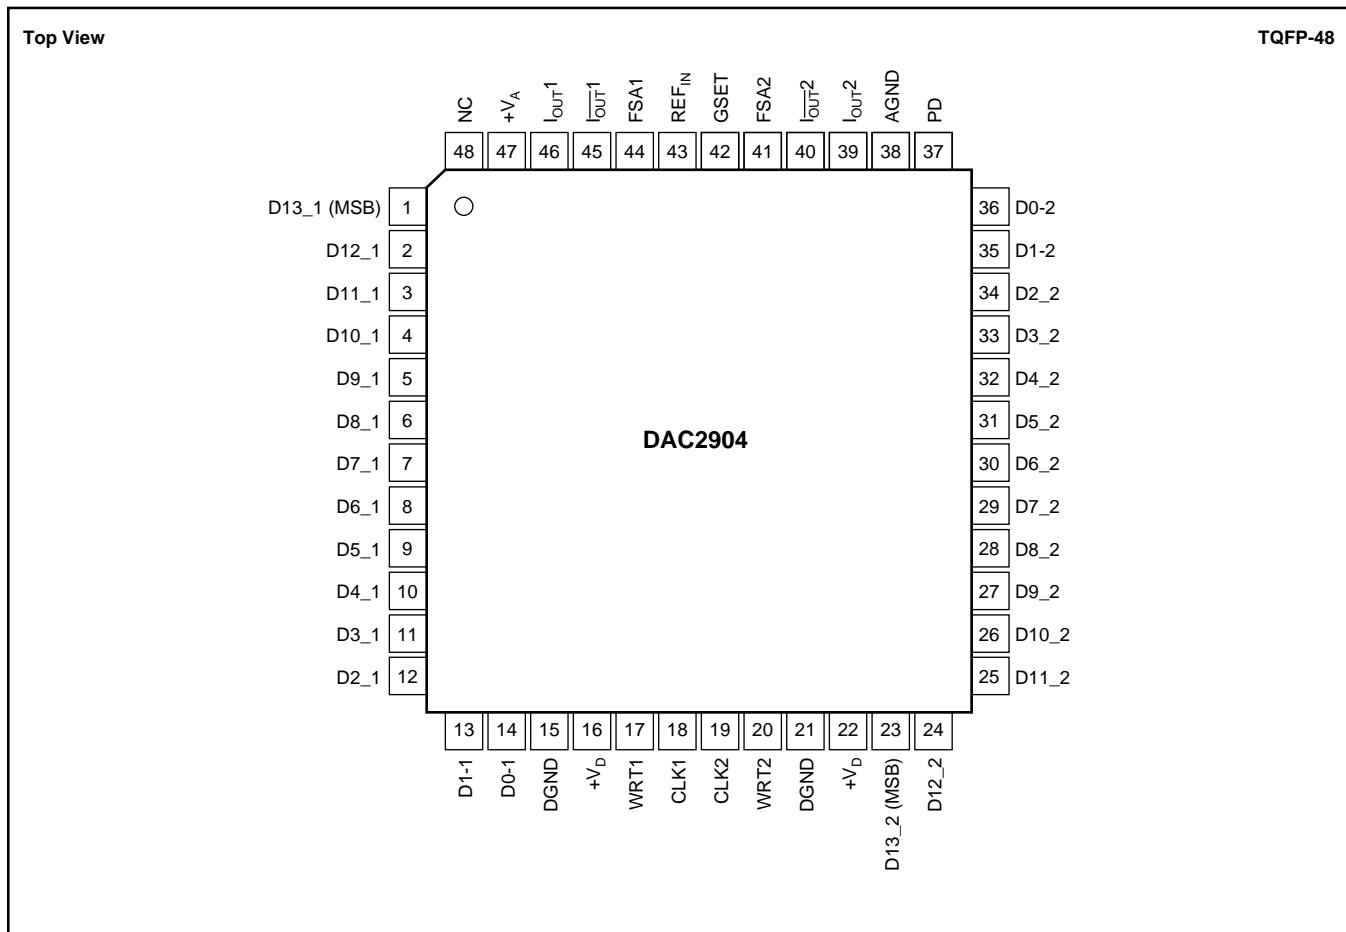 Top View
TQFP-48
NC
+VA
IOUT1
IOUT1
FSA1
REFIN
GSET
FSA2
IOUT2
IOUT2
AGND
PD
48 47 46 45 44 43 42 41 40 39 38 37
D13_1 (MSB) 1
D12_1 2
D11_1 3
D10_1 4
D9_1 5
D8_1 6
D7_1 7
D6_1 8
D5_1 9
D4_1 10
D3_1 11
D2_1 12
DAC2904
36 D0-2
35 D1-2
34 D2_2
33 D3_2
32 D4_2
31 D5_2
30 D6_2
29 D7_2
28 D8_2
27 D9_2
26 D10_2
25 D11_2
13 14 15 16 17 18 19 20 21 22 23 24
D1-1
D0-1
DGND
+VD
WRT1
CLK1
CLK2
WRT2
DGND
+VD
D13_2 (MSB)
D12_2